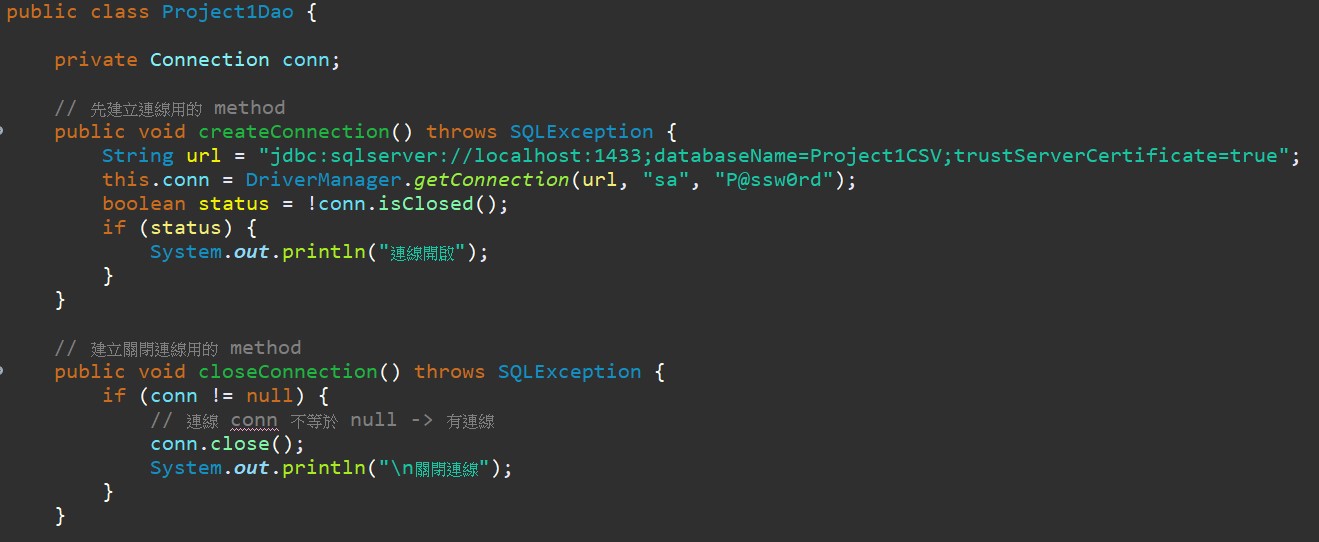 public class Project1Dao {
private Connection conn;
// 先建立連線用的 method
public void createConnection() throws SQLException {
String url = "jdbc:sqlserver://localhost:1433;databaseName=Project1CSV;trustServerCertificate=true";
this.conn = DriverManager.getConnection(url, "sa", "P@ssw0rd");
boolean status = !conn.isClosed();
if (status) {
System.out.println("連線開啟");
}
}
// 建立關閉連線用的 method
public void closeConnection() throws SQLException {
if (conn != null) {
// 連線 conn 不等於 null -> 有連線
conn.close();
System.out.println("\n關閉連線");
}
}